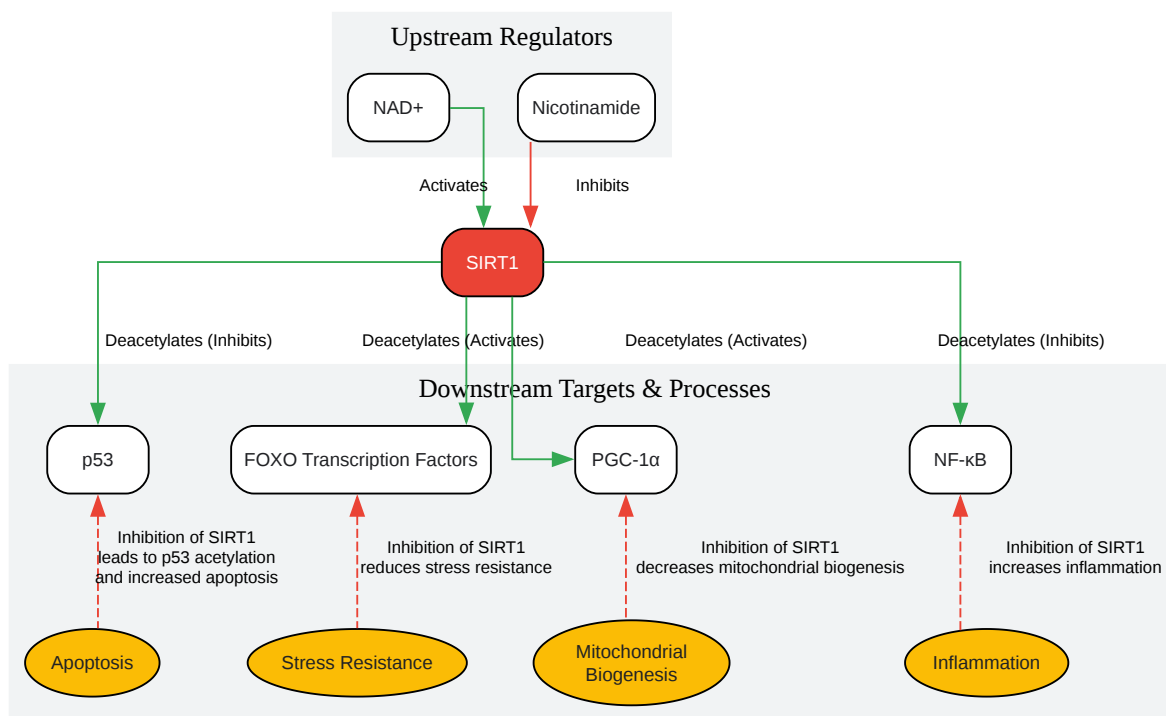 Upstream Regulators
NAD+
Nicotinamide
Activates
Inhibits
SIRT1
Deacetylates (Inhibits)
Deacetylates (Activates)
Deacetylates (Activates)
Deacetylates (Inhibits)
Downstream Targets & Processes
p53
FOXO Transcription Factors
PGC-1α
NF-κB
Inhibition of SIRT1
leads to p53 acetylation
and increased apoptosis
Inhibition of SIRT1
reduces stress resistance
Inhibition of SIRT1
decreases mitochondrial biogenesis
Inhibition of SIRT1
increases inflammation
Apoptosis
Stress Resistance
Mitochondrial
Biogenesis
Inflammation